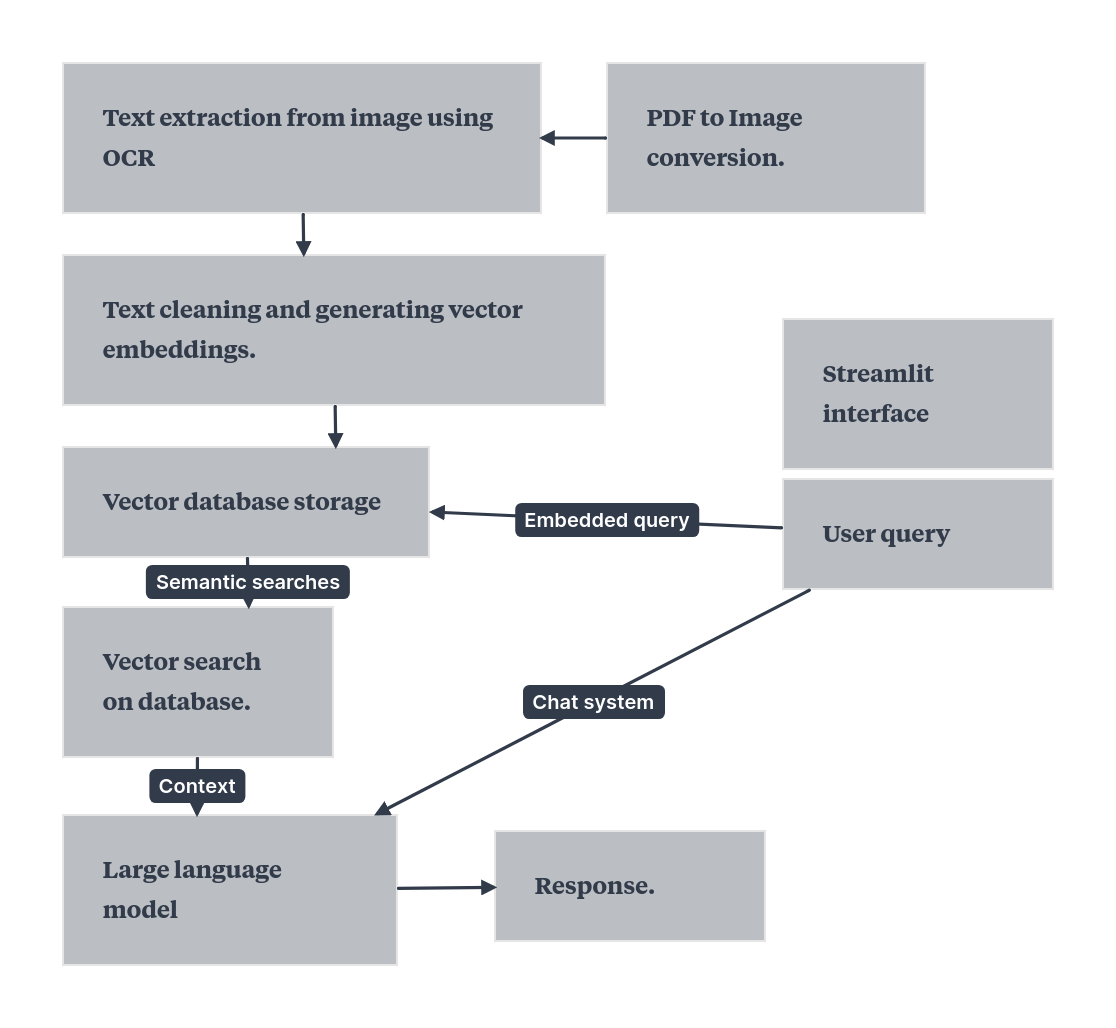 Text extraction from image using
OCR
PDF to Image
conversion.
Text cleaning and generating vector
embeddings.
Streamlit
interface
Vector database storage
Embedded query
User query
Semantic searches
Vector search
on database.
Chat system
Context
Large language
model
Response.